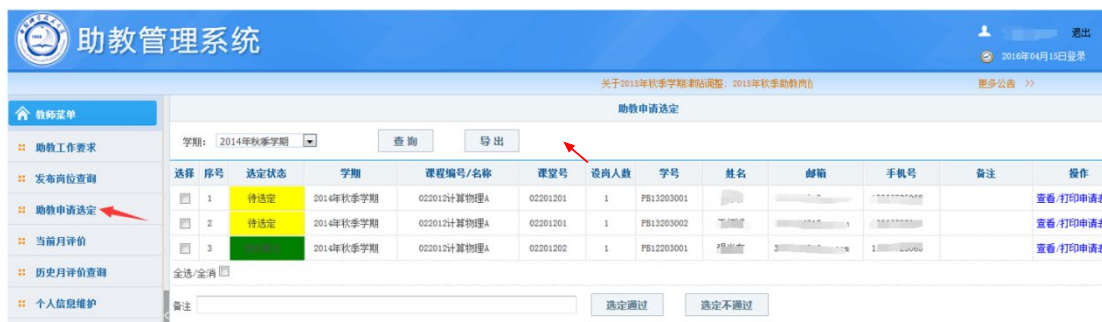 助教管理系统
退出
2016年04月15日登录
关于2015年秋季学期津贴调整：2015年秋季助教岗位
更多公告 >>
教师菜单
助教工作要求
发布岗位查询
助教申请选定
当前月评价
历史月评价查询
个人信息维护
助教申请选定
学期： 2014年秋季学期 查询 导出
选择 序号 选定状态 学期 课程编号/名称 课堂号 设岗人数 学号 姓名 邮箱 手机号 备注 操作
1 待选定 2014年秋季学期 022012计算物理A 02201201 1 PB13203001 查看/打印申请表
2 待选定 2014年秋季学期 022012计算物理A 02201201 1 PB13203002 查看/打印申请表
3 2014年秋季学期 022012计算物理A 02201202 1 PB12203001 查看/打印申请表
全选/全消
备注 选定通过 选定不通过